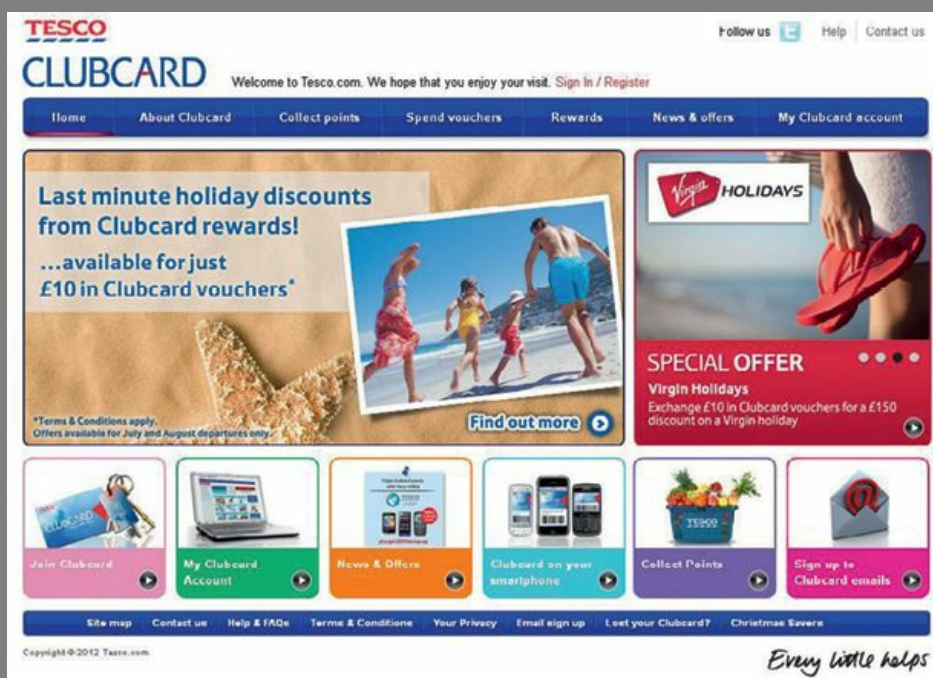 TESCO
CLUBCARD
Welcome to Tesco.com. We hope that you enjoy your visit. Sign In / Register
Follow us
Help
Contact us
Home
About Clubcard
Collect points
Spend vouchers
Rewards
News & offers
My Clubcard account
Last minute holiday discounts
from Clubcard rewards!
...available for just
£10 in Clubcard vouchers*
*Terms & Conditions apply.
Offers available for July and August departures only.
Find out more
Virgin HOLIDAYS
SPECIAL OFFER
Virgin Holidays
Exchange £10 in Clubcard vouchers for a £150
discount on a Virgin holiday
CLUBCARD
TESCO
Join Clubcard
My Clubcard
Account
News & Offers
Clubcard on your
smartphone
Collect Points
Sign up to
Clubcard emails
Site map
Contact us
Help & FAQs
Terms & Conditions
Your Privacy
Email sign up
Lost your Clubcard?
Christmas Savers
Copyright © 2012 Tesco.com
Every little helps